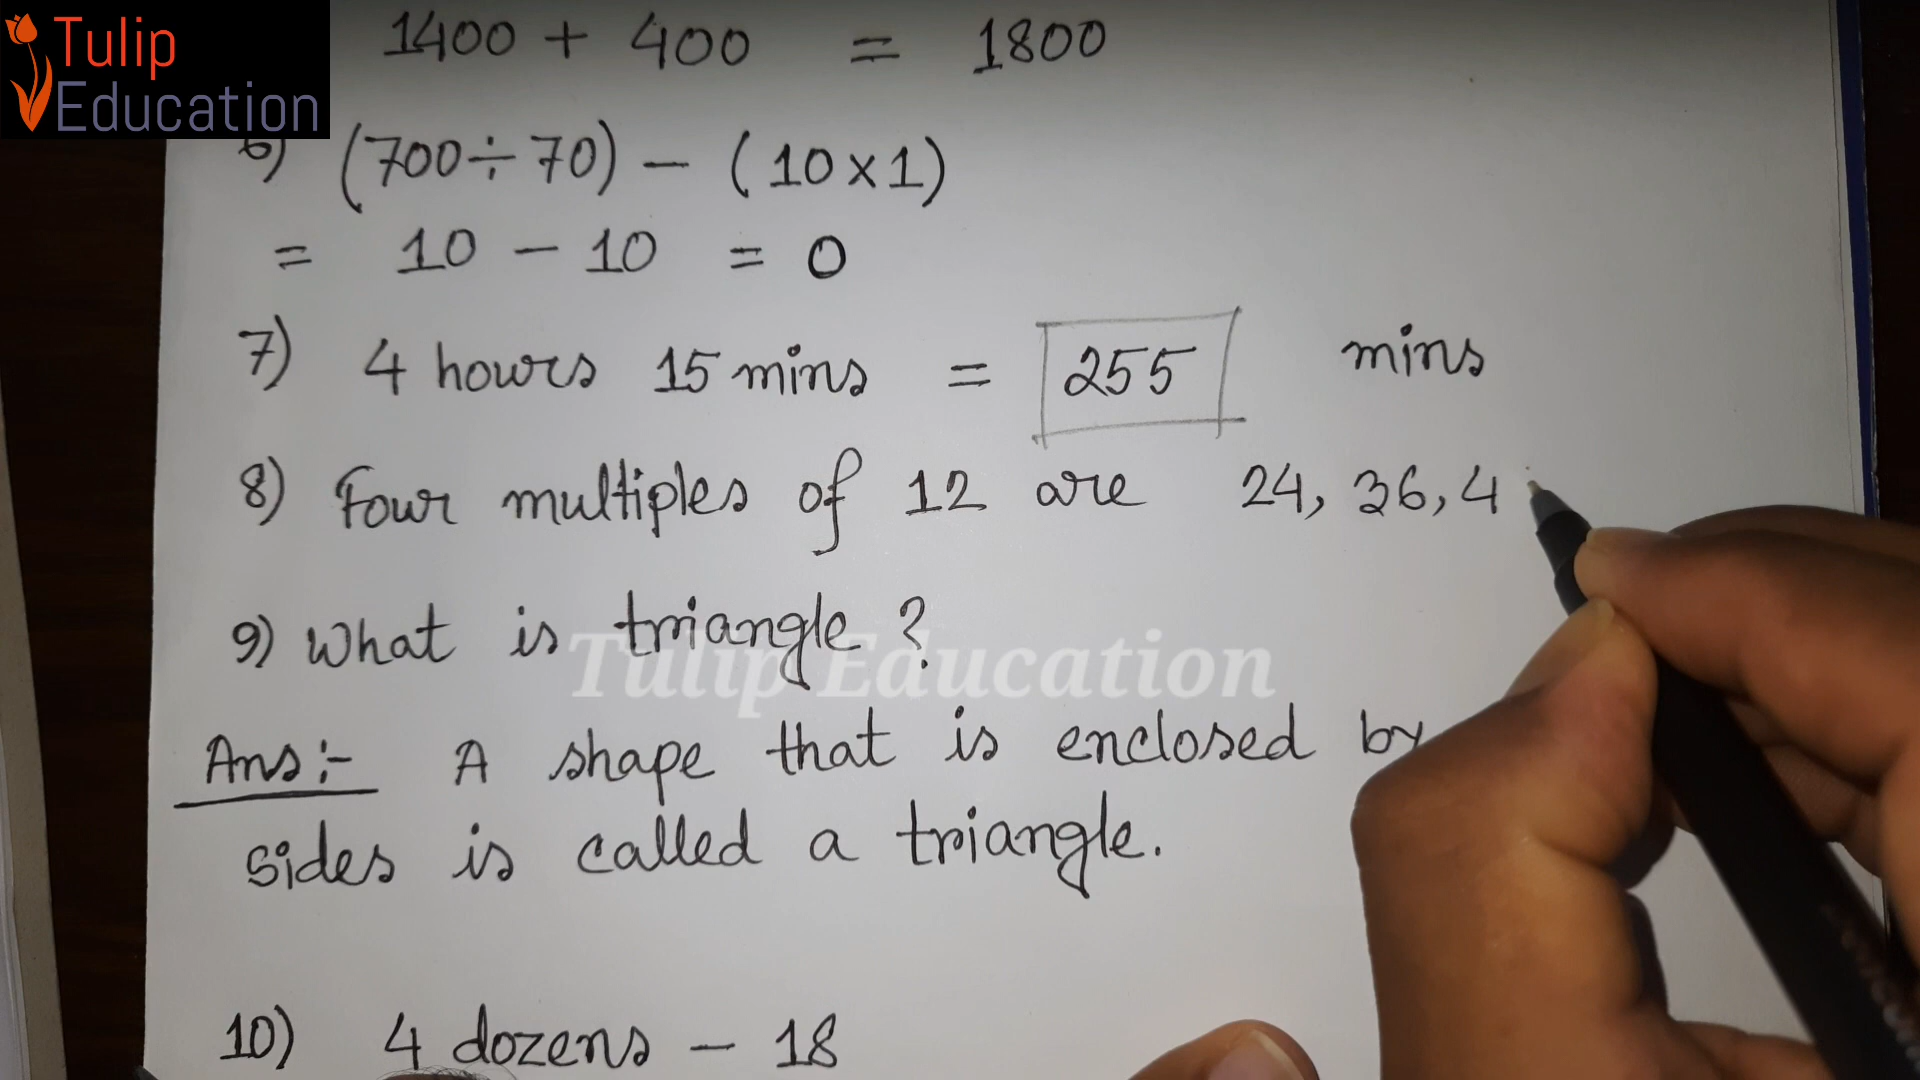 Tulip
Education
1400 + 400 = 1800
6) (700÷70) - (10×1)
= 10 - 10 = 0
7) 4 hours 15 mins = 255 mins
8) Four multiples of 12 are 24, 36, 4
9) What is triangle?
Tulip Education
Ans:- A shape that is enclosed by
sides is called a triangle.
10) 4 dozens - 18